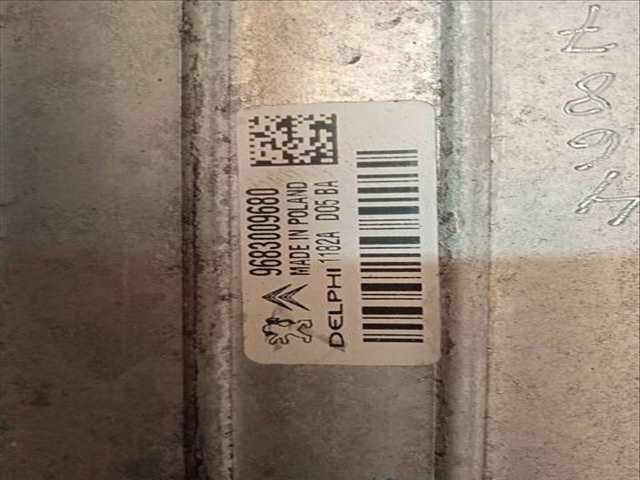 9683009680
MADE IN POLAND
DELPHI 1182A D05 BA